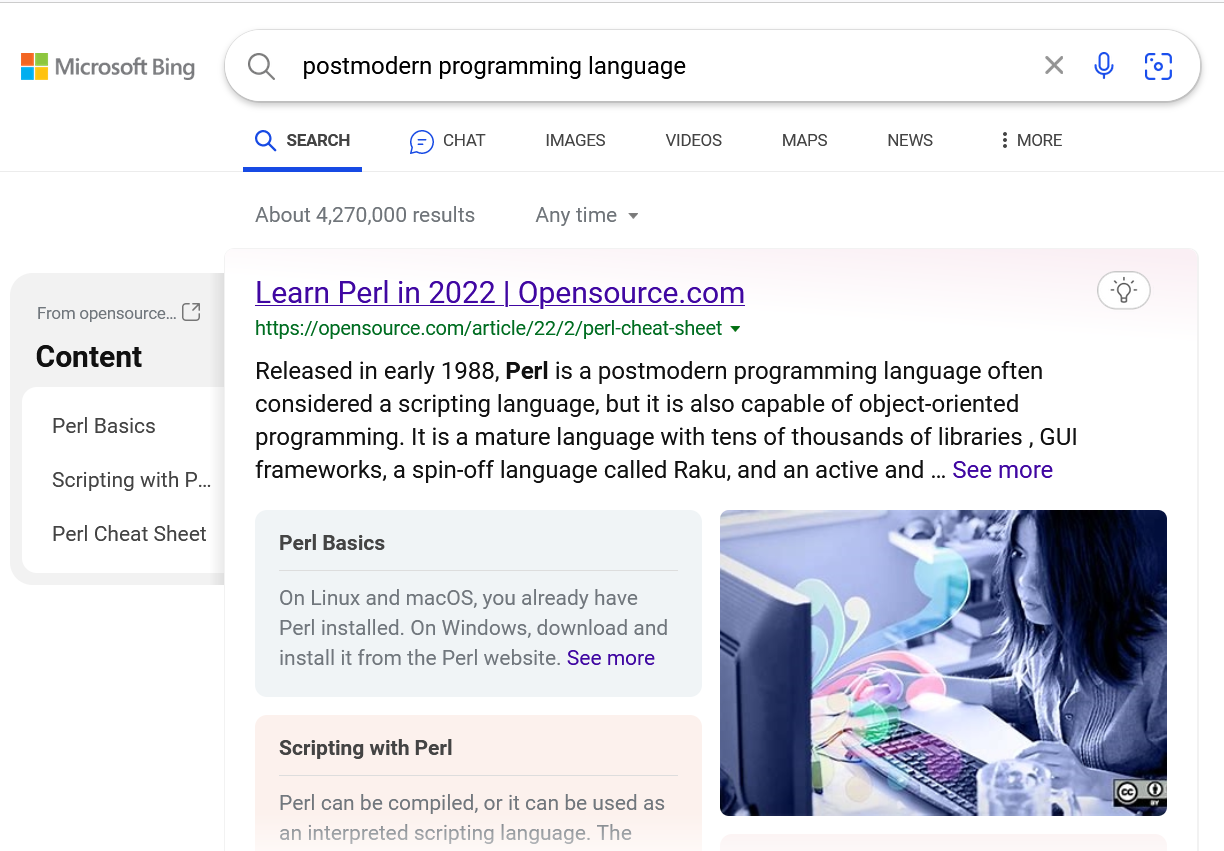 Microsoft Bing
postmodern programming language
SEARCH
CHAT
IMAGES
VIDEOS
MAPS
NEWS
MORE
About 4,270,000 results
Any time
From opensource...
Content
Perl Basics
Scripting with P...
Perl Cheat Sheet
Learn Perl in 2022 | Opensource.com
https://opensource.com/article/22/2/perl-cheat-sheet
Released in early 1988, Perl is a postmodern programming language often
considered a scripting language, but it is also capable of object-oriented
programming. It is a mature language with tens of thousands of libraries , GUI
frameworks, a spin-off language called Raku, and an active and ... See more
Perl Basics
On Linux and macOS, you already have
Perl installed. On Windows, download and
install it from the Perl website. See more
Scripting with Perl
Perl can be compiled, or it can be used as
an interpreted scripting language. The
cc
BY